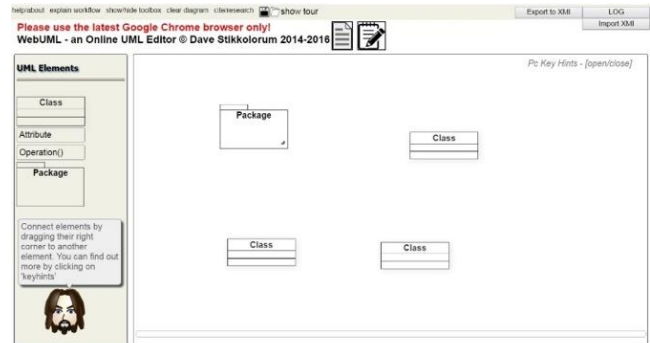 help/about explain workflow show/hide toolbox clear diagram citeresearch show tour
Export to XMI
LOG
Import XMI
Please use the latest Google Chrome browser only!
WebUML - an Online UML Editor © Dave Stikkolorum 2014-2016
UML Elements
Pc Key Hints - [open/close]
Class
Attribute
Operation()
Package
Connect elements by
dragging their right
corner to another
element. You can find out
more by clicking on
'keyhints'
Package
Class
Class
Class